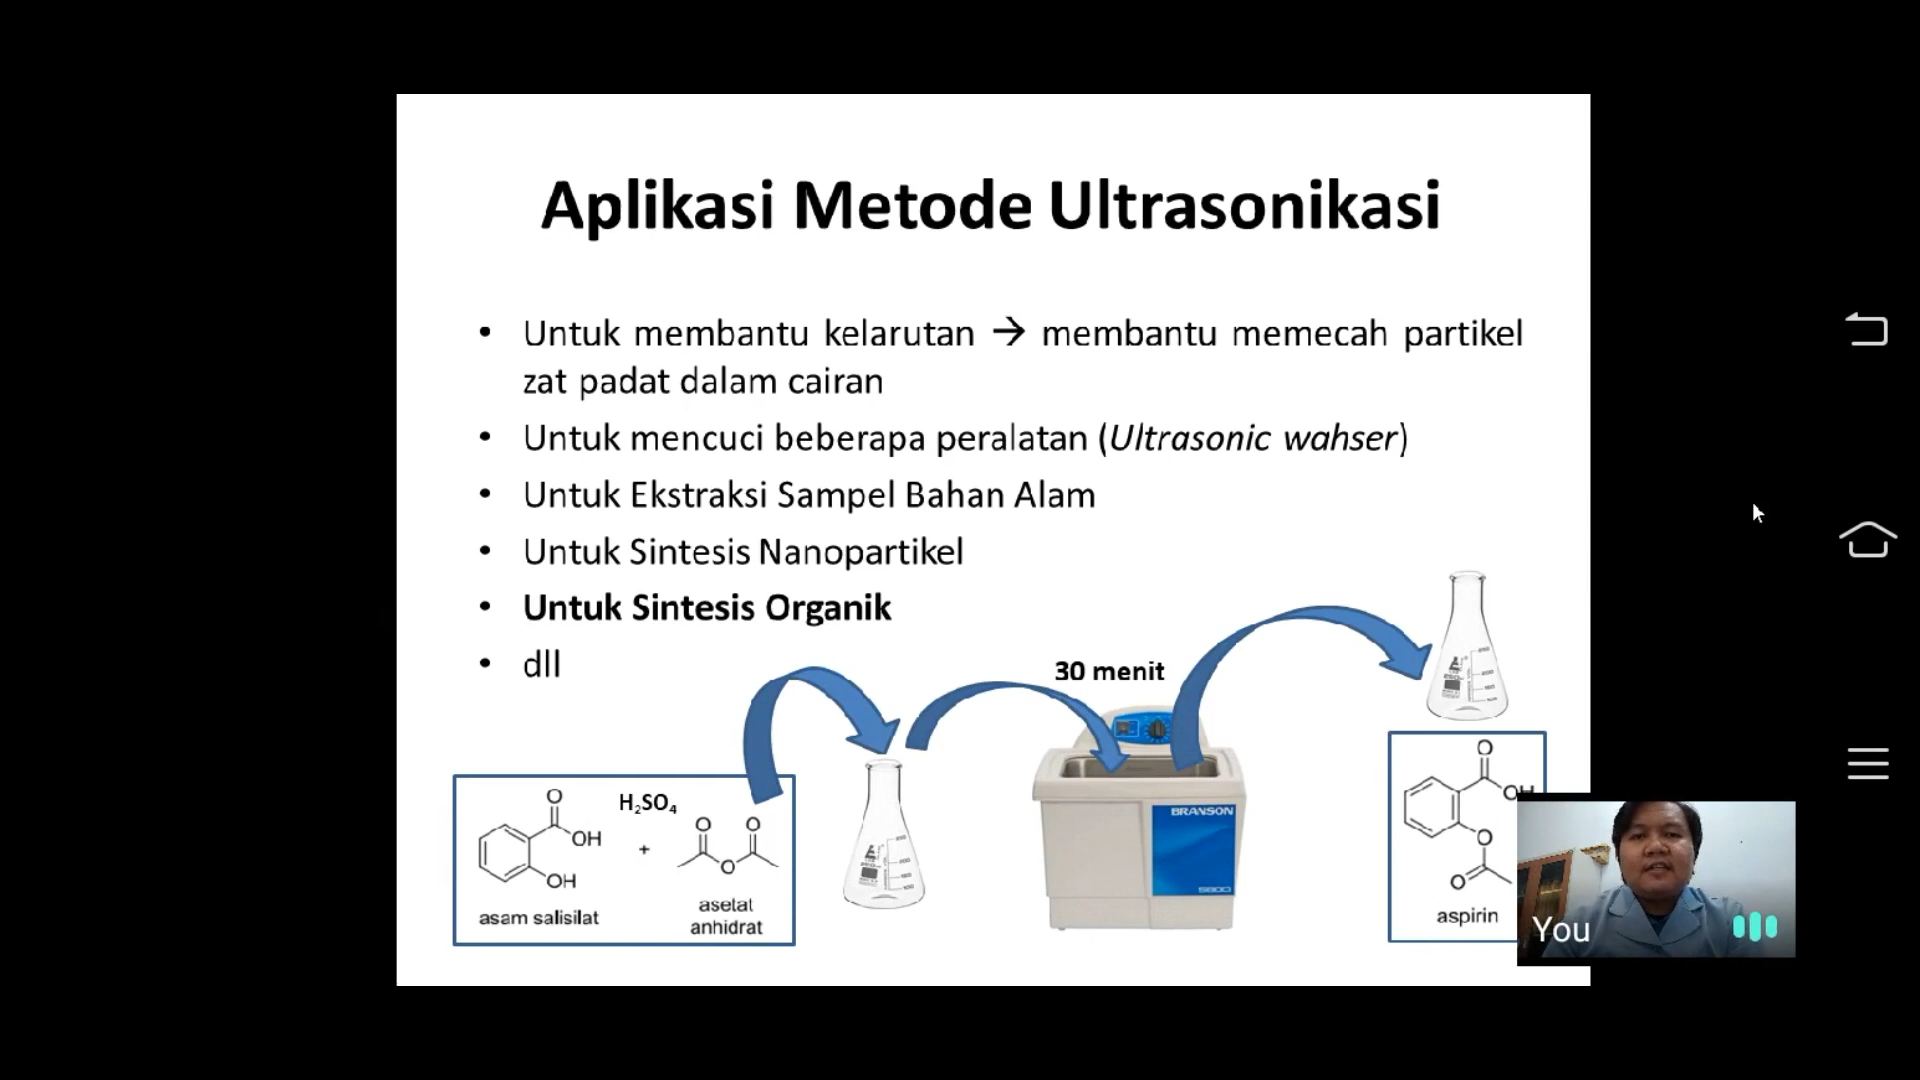 Aplikasi Metode Ultrasonikasi
• Untuk membantu kelarutan → membantu memecah partikel
zat padat dalam cairan
• Untuk mencuci beberapa peralatan (Ultrasonic wahser)
• Untuk Ekstraksi Sampel Bahan Alam
• Untuk Sintesis Nanopartikel
• Untuk Sintesis Organik
• dll
30 menit
O
OH
OH
asam salisilat
H₂SO₄
+
O O
O
asetat
anhidrat
BRANSON
5800
O
OH
O
O
aspirin
You